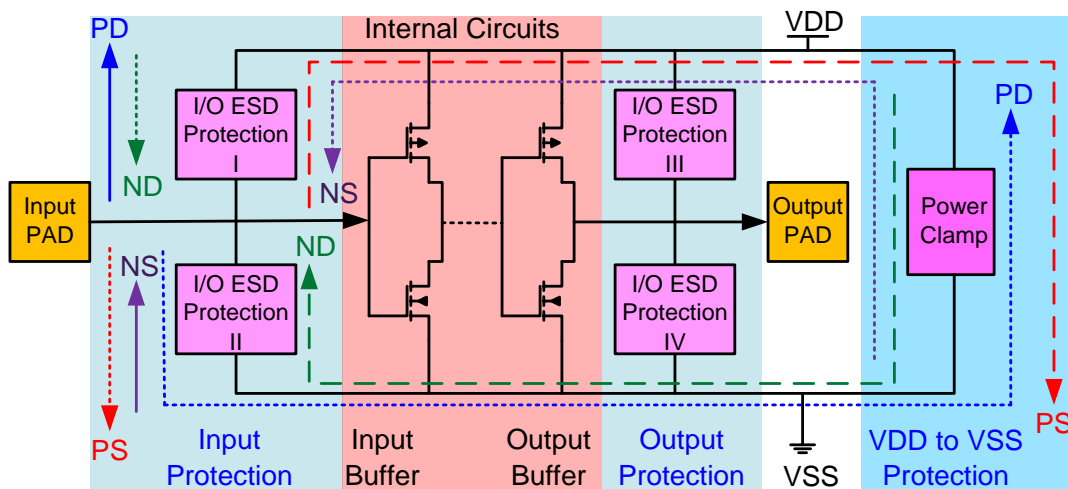 Internal Circuits
VDD
PD
I/O ESD
Protection
I
ND
NS
I/O ESD
Protection
III
PD
Input
PAD
Output
PAD
Power
Clamp
NS
ND
I/O ESD
Protection
II
I/O ESD
Protection
IV
PS
PS
Input
Protection
Input
Buffer
Output
Buffer
Output
Protection
VSS
VDD to VSS
Protection